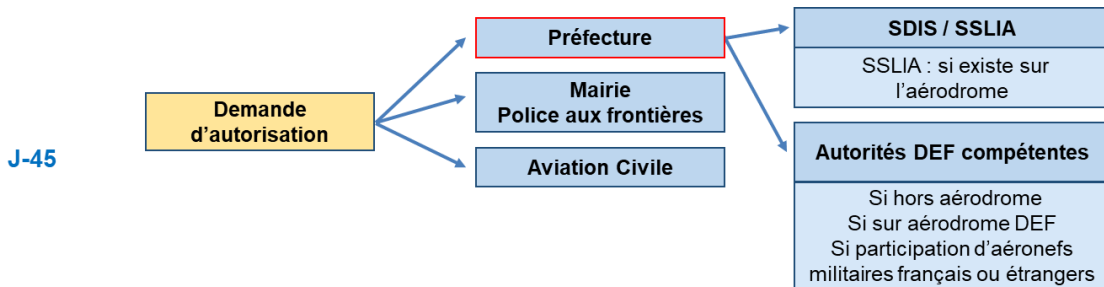 J-45
Demande
d'autorisation
Préfecture
Mairie
Police aux frontières
Aviation Civile
SDIS / SSLIA
SSLIA : si existe sur
l'aérodrome
Autorités DEF compétentes
Si hors aérodrome
Si sur aérodrome DEF
Si participation d'aéronefs
militaires français ou étrangers